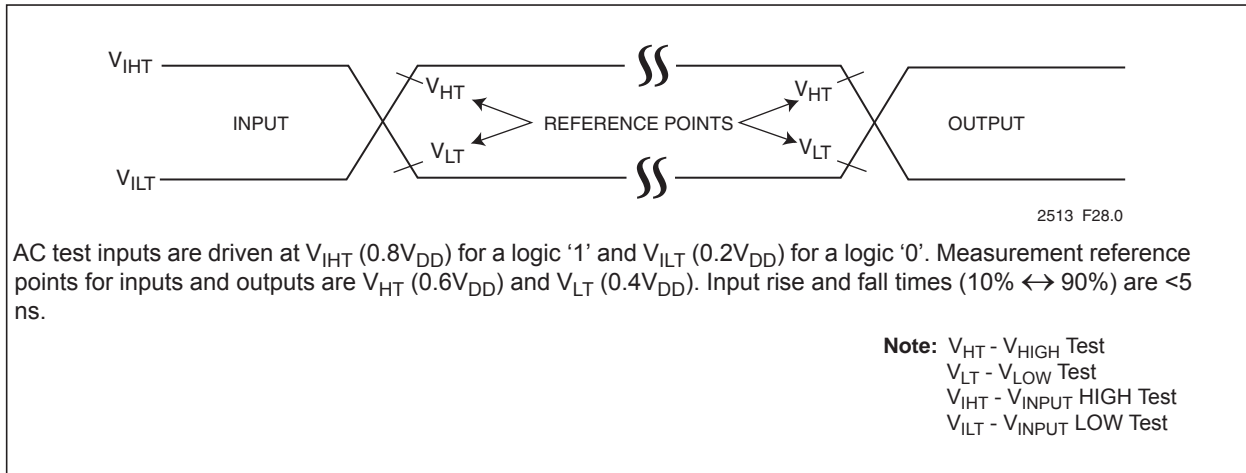 VIHT
VHT
VHT
INPUT
REFERENCE POINTS
OUTPUT
VLT
VLT
VILT
2513 F28.0
AC test inputs are driven at VIHT (0.8VDD) for a logic ‘1’ and VILT (0.2VDD) for a logic ‘0’. Measurement reference
points for inputs and outputs are VHT (0.6VDD) and VLT (0.4VDD). Input rise and fall times (10% ↔ 90%) are <5
ns.
Note: VHT - VHIGH Test
VLT - VLOW Test
VIHT - VINPUT HIGH Test
VILT - VINPUT LOW Test